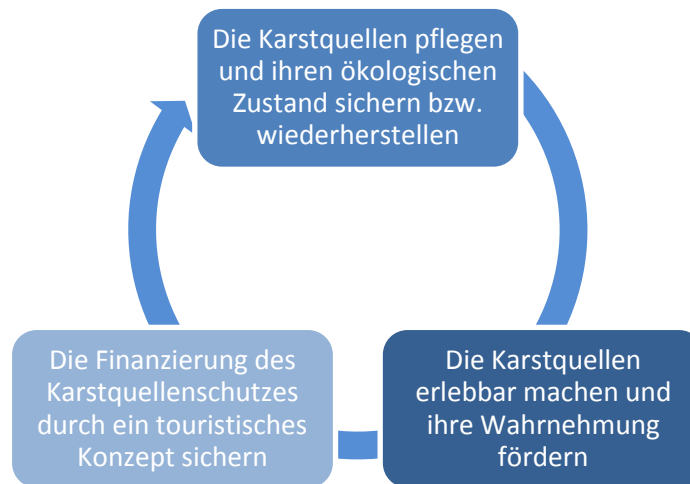 Die Karstquellen pflegen
und ihren ökologischen
Zustand sichern bzw.
wiederherstellen
Die Karstquellen
erlebbar machen und
ihre Wahrnehmung
fördern
Die Finanzierung des
Karstquellenschutzes
durch ein touristisches
Konzept sichern